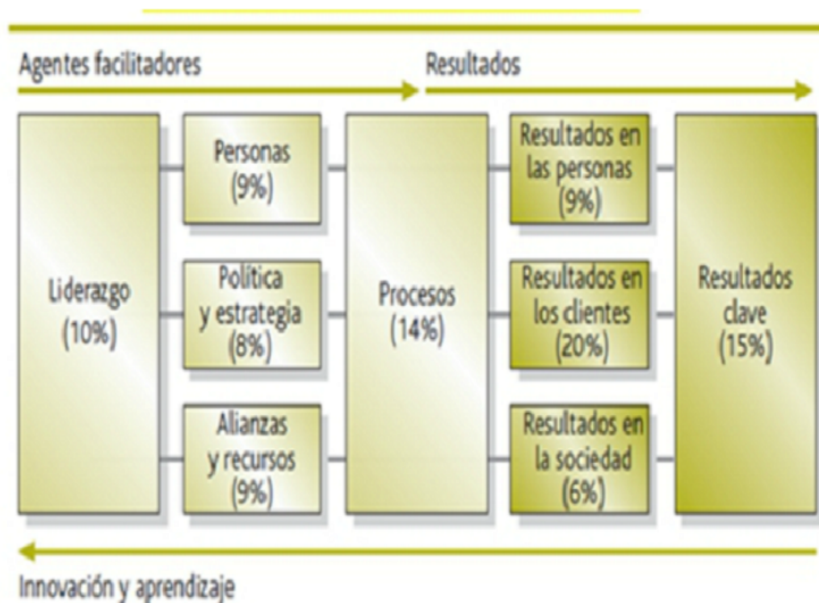 Agentes facilitadores
Resultados
Liderazgo
(10%)
Personas
(9%)
Política
y estrategia
(8%)
Alianzas
y recursos
(9%)
Procesos
(14%)
Resultados en
las personas
(9%)
Resultados en
los clientes
(20%)
Resultados en
la sociedad
(6%)
Resultados
clave
(15%)
Innovación y aprendizaje